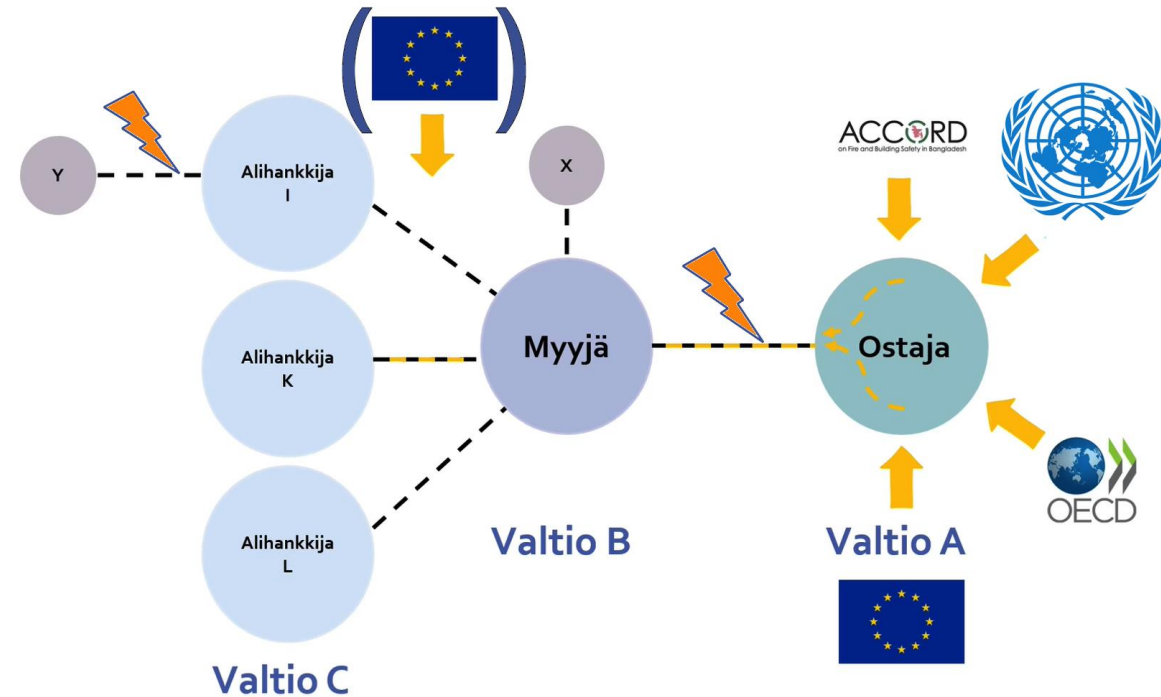 ACCORD
on Fire and Building Safety in Bangladesh
Y
Alihankkija
I
X
Alihankkija
K
Myyjä
Ostaja
Alihankkija
L
OECD
Valtio B
Valtio A
Valtio C